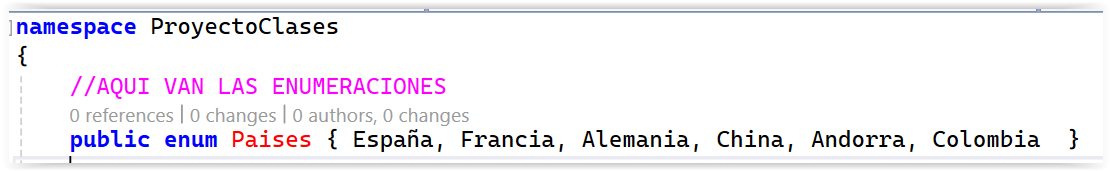 namespace ProyectoClases
{
//AQUI VAN LAS ENUMERACIONES
0 references | 0 changes | 0 authors, 0 changes
public enum Paises { España, Francia, Alemania, China, Andorra, Colombia  }